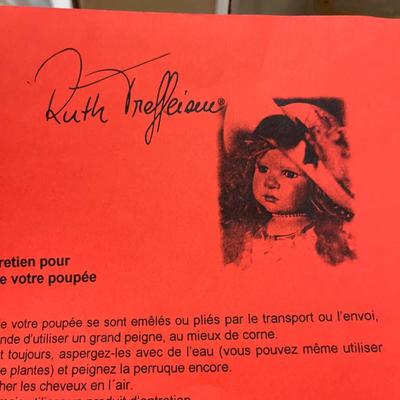 Ruth Treffeisen®
retien pour
e votre poupée
e votre poupée se sont emêlés ou pliés par le transport ou l'envoi,
nde d'utiliser un grand peigne, au mieux de corne.
t toujours, aspergez-les avec de l'eau (vous pouvez même utiliser
e plantes) et peignez la perruque encore.
her les cheveux en l´air.